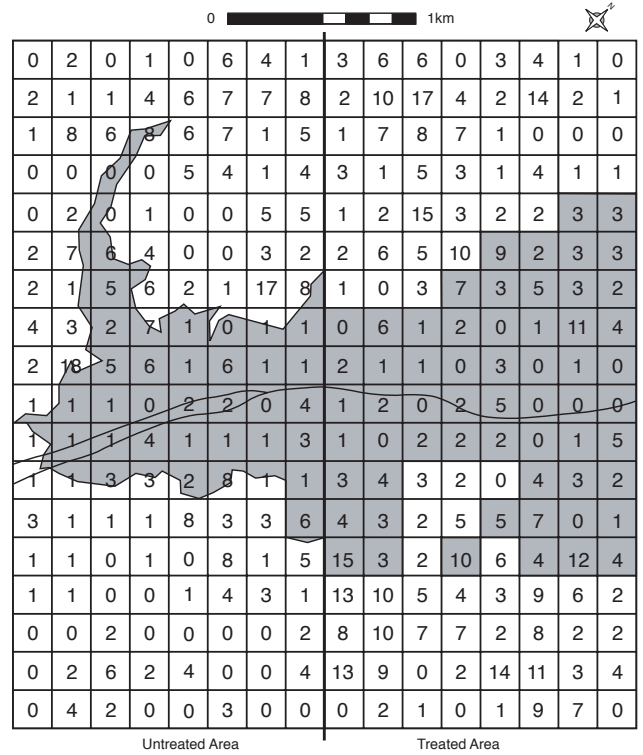 0 1km
N
0 2 0 1 0 6 4 1 3 6 6 0 3 4 1 0
2 1 1 4 6 7 7 8 2 10 17 4 2 14 2 1
1 8 6 8 6 7 1 5 1 7 8 7 1 0 0 0
0 0 0 0 5 4 1 4 3 1 5 3 1 4 1 1
0 2 0 1 0 0 5 5 1 2 15 3 2 2 3 3
2 7 6 4 0 0 3 2 2 6 5 10 9 2 3 3
2 1 5 6 2 1 17 8 1 0 3 7 3 5 3 2
4 3 2 7 1 0 1 1 0 6 1 2 0 1 11 4
2 18 5 6 1 6 1 1 2 1 1 0 3 0 1 0
1 1 1 0 2 2 0 4 1 2 0 2 5 0 0 0
1 1 1 4 1 1 1 3 1 0 2 2 2 0 1 5
1 1 3 3 2 8 1 1 3 4 3 2 0 4 3 2
3 1 1 1 8 3 3 6 4 3 2 5 5 7 0 1
1 1 0 1 0 8 1 5 15 3 2 10 6 4 12 4
1 1 0 0 1 4 3 1 13 10 5 4 3 9 6 2
0 0 2 0 0 0 0 2 8 10 7 7 2 8 2 2
0 2 6 2 4 0 0 4 13 9 0 2 14 11 3 4
0 4 2 0 0 3 0 0 0 2 1 0 1 9 7 0
Untreated Area Treated Area